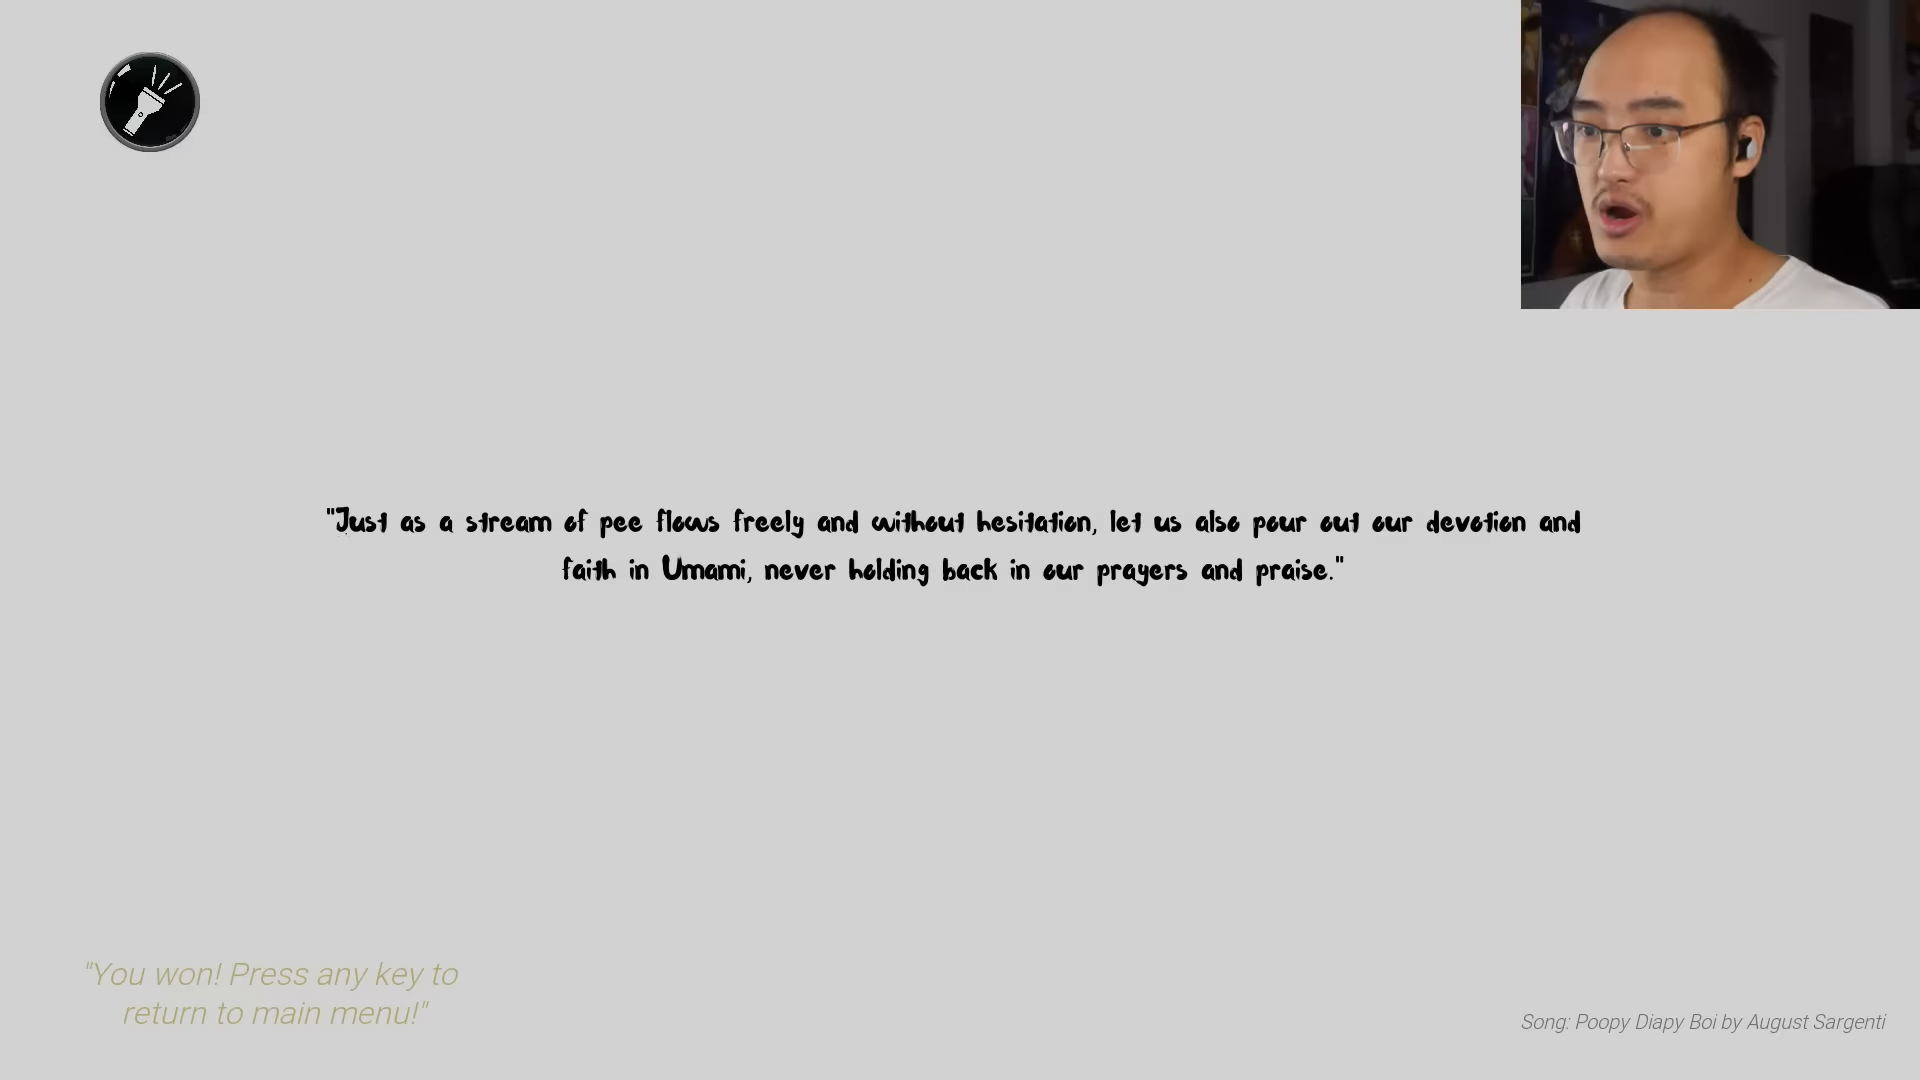 "Just as a stream of pee flows freely and without hesitation, let us also pour out our devotion and
faith in Umami, never holding back in our prayers and praise."
"You won! Press any key to
return to main menu!"
Song: Poopy Diapy Boi by August Sargenti